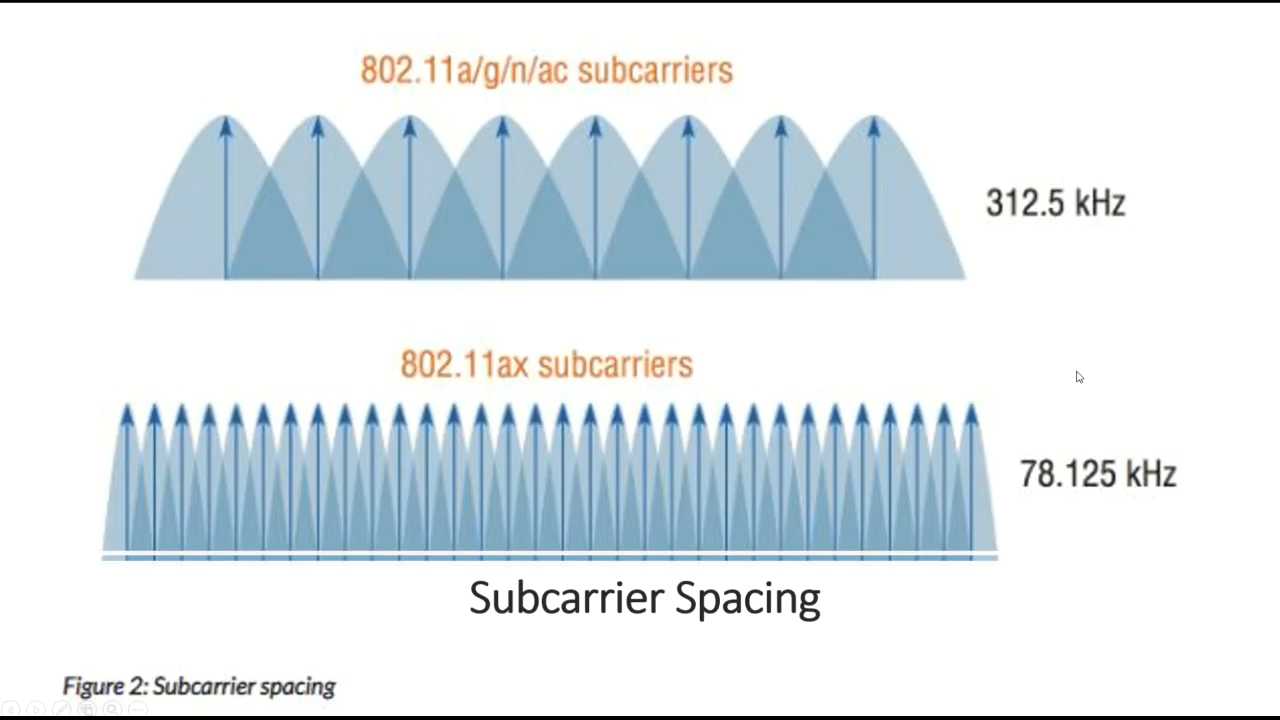 802.11a/g/n/ac subcarriers
312.5 kHz
802.11ax subcarriers
78.125 kHz
Subcarrier Spacing
Figure 2: Subcarrier spacing